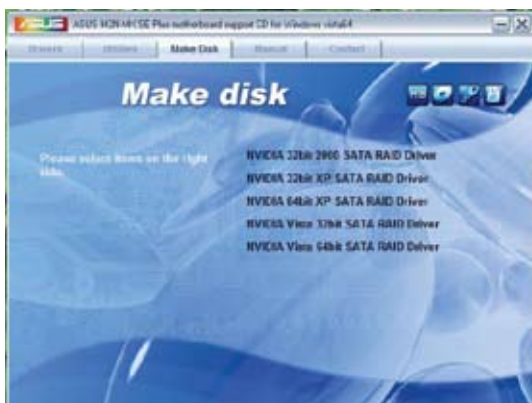 ASUS M2N-MX SE Plus motherboard support CD for Windows vista64
Drivers Utilities Make Disk Manual Contact
Make disk
Please select items on the right side.
NVIDIA 32bit 2000 SATA RAID Driver
NVIDIA 32bit XP SATA RAID Driver
NVIDIA 64bit XP SATA RAID Driver
NVIDIA Vista 32bit SATA RAID Driver
NVIDIA Vista 64bit SATA RAID Driver